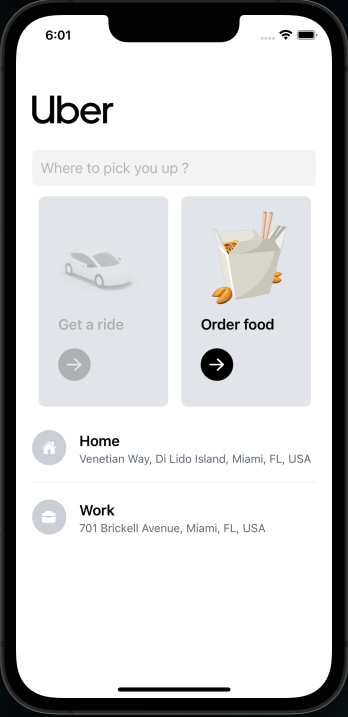 6:01
Uber
Where to pick you up ?
Get a ride
Order food
Home
Venetian Way, Di Lido Island, Miami, FL, USA
Work
701 Brickell Avenue, Miami, FL, USA